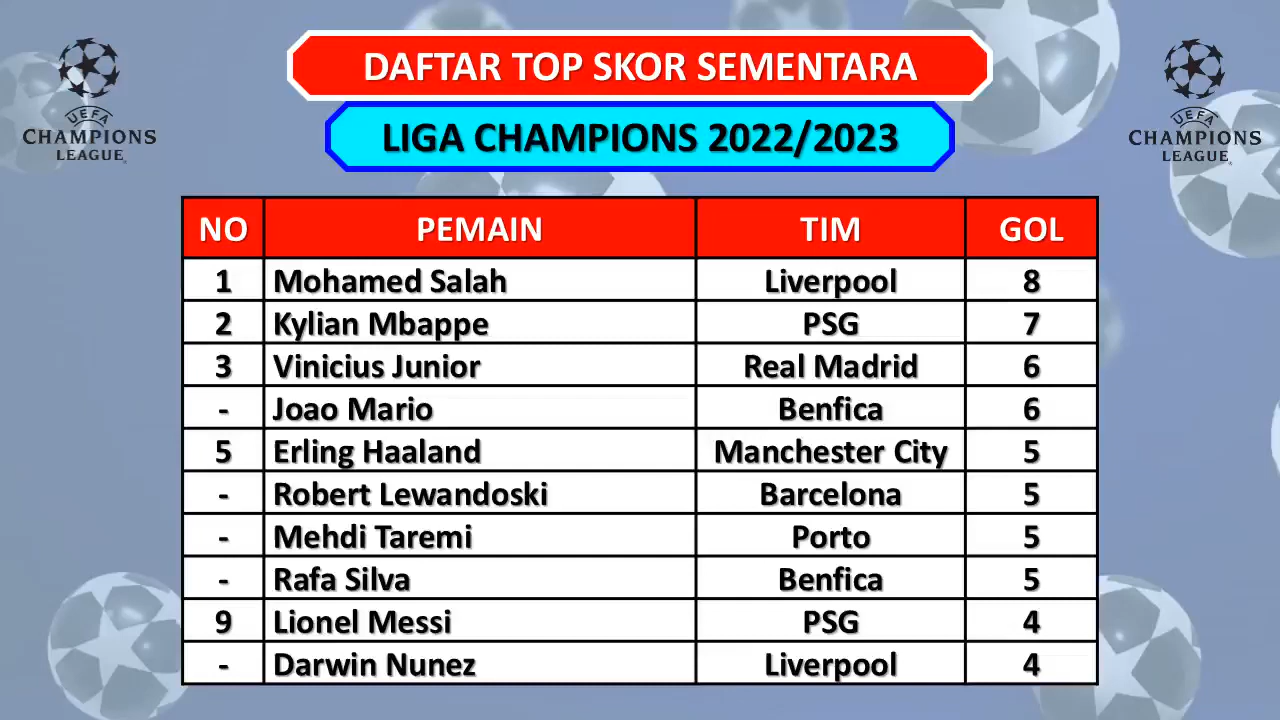 DAFTAR TOP SKOR SEMENTARA
LIGA CHAMPIONS 2022/2023
UEFA
CHAMPIONS
LEAGUE
UEFA
CHAMPIONS
LEAGUE
NO PEMAIN TIM GOL
1 Mohamed Salah Liverpool 8
2 Kylian Mbappe PSG 7
3 Vinicius Junior Real Madrid 6
- Joao Mario Benfica 6
5 Erling Haaland Manchester City 5
- Robert Lewandoski Barcelona 5
- Mehdi Taremi Porto 5
- Rafa Silva Benfica 5
9 Lionel Messi PSG 4
- Darwin Nunez Liverpool 4